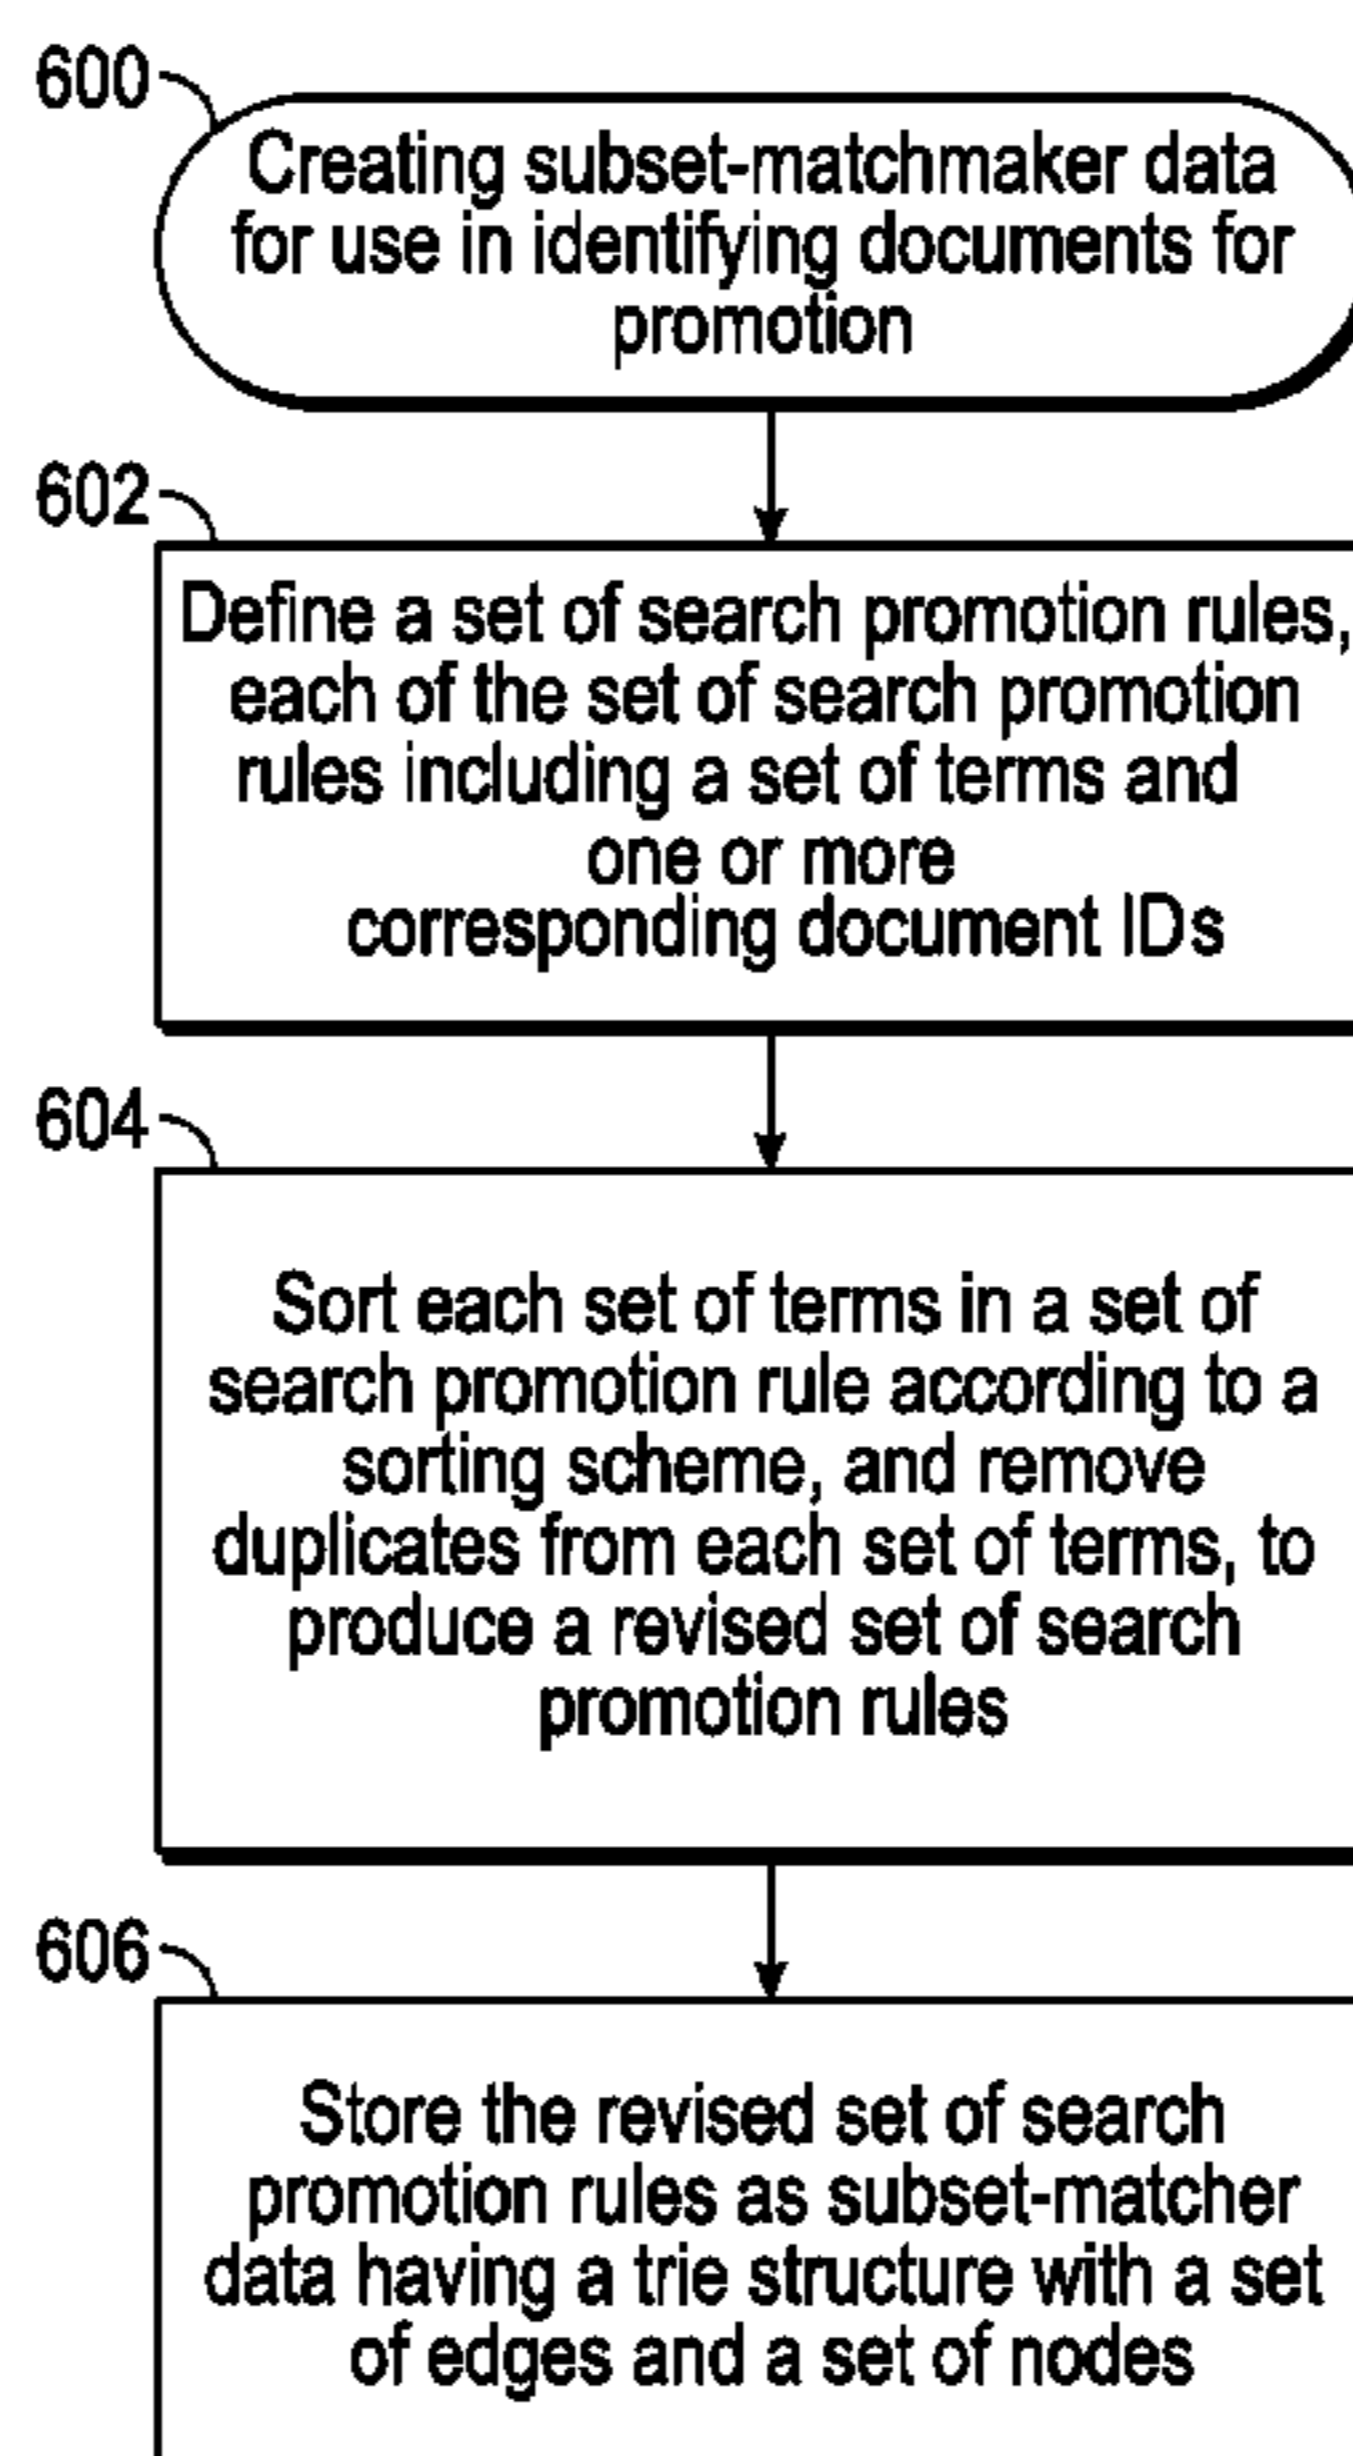 600
Creating subset-matchmaker data
for use in identifying documents for
promotion
602
Define a set of search promotion rules,
each of the set of search promotion
rules including a set of terms and
one or more
corresponding document IDs
604
Sort each set of terms in a set of
search promotion rule according to a
sorting scheme, and remove
duplicates from each set of terms, to
produce a revised set of search
promotion rules
606
Store the revised set of search
promotion rules as subset-matcher
data having a trie structure with a set
of edges and a set of nodes